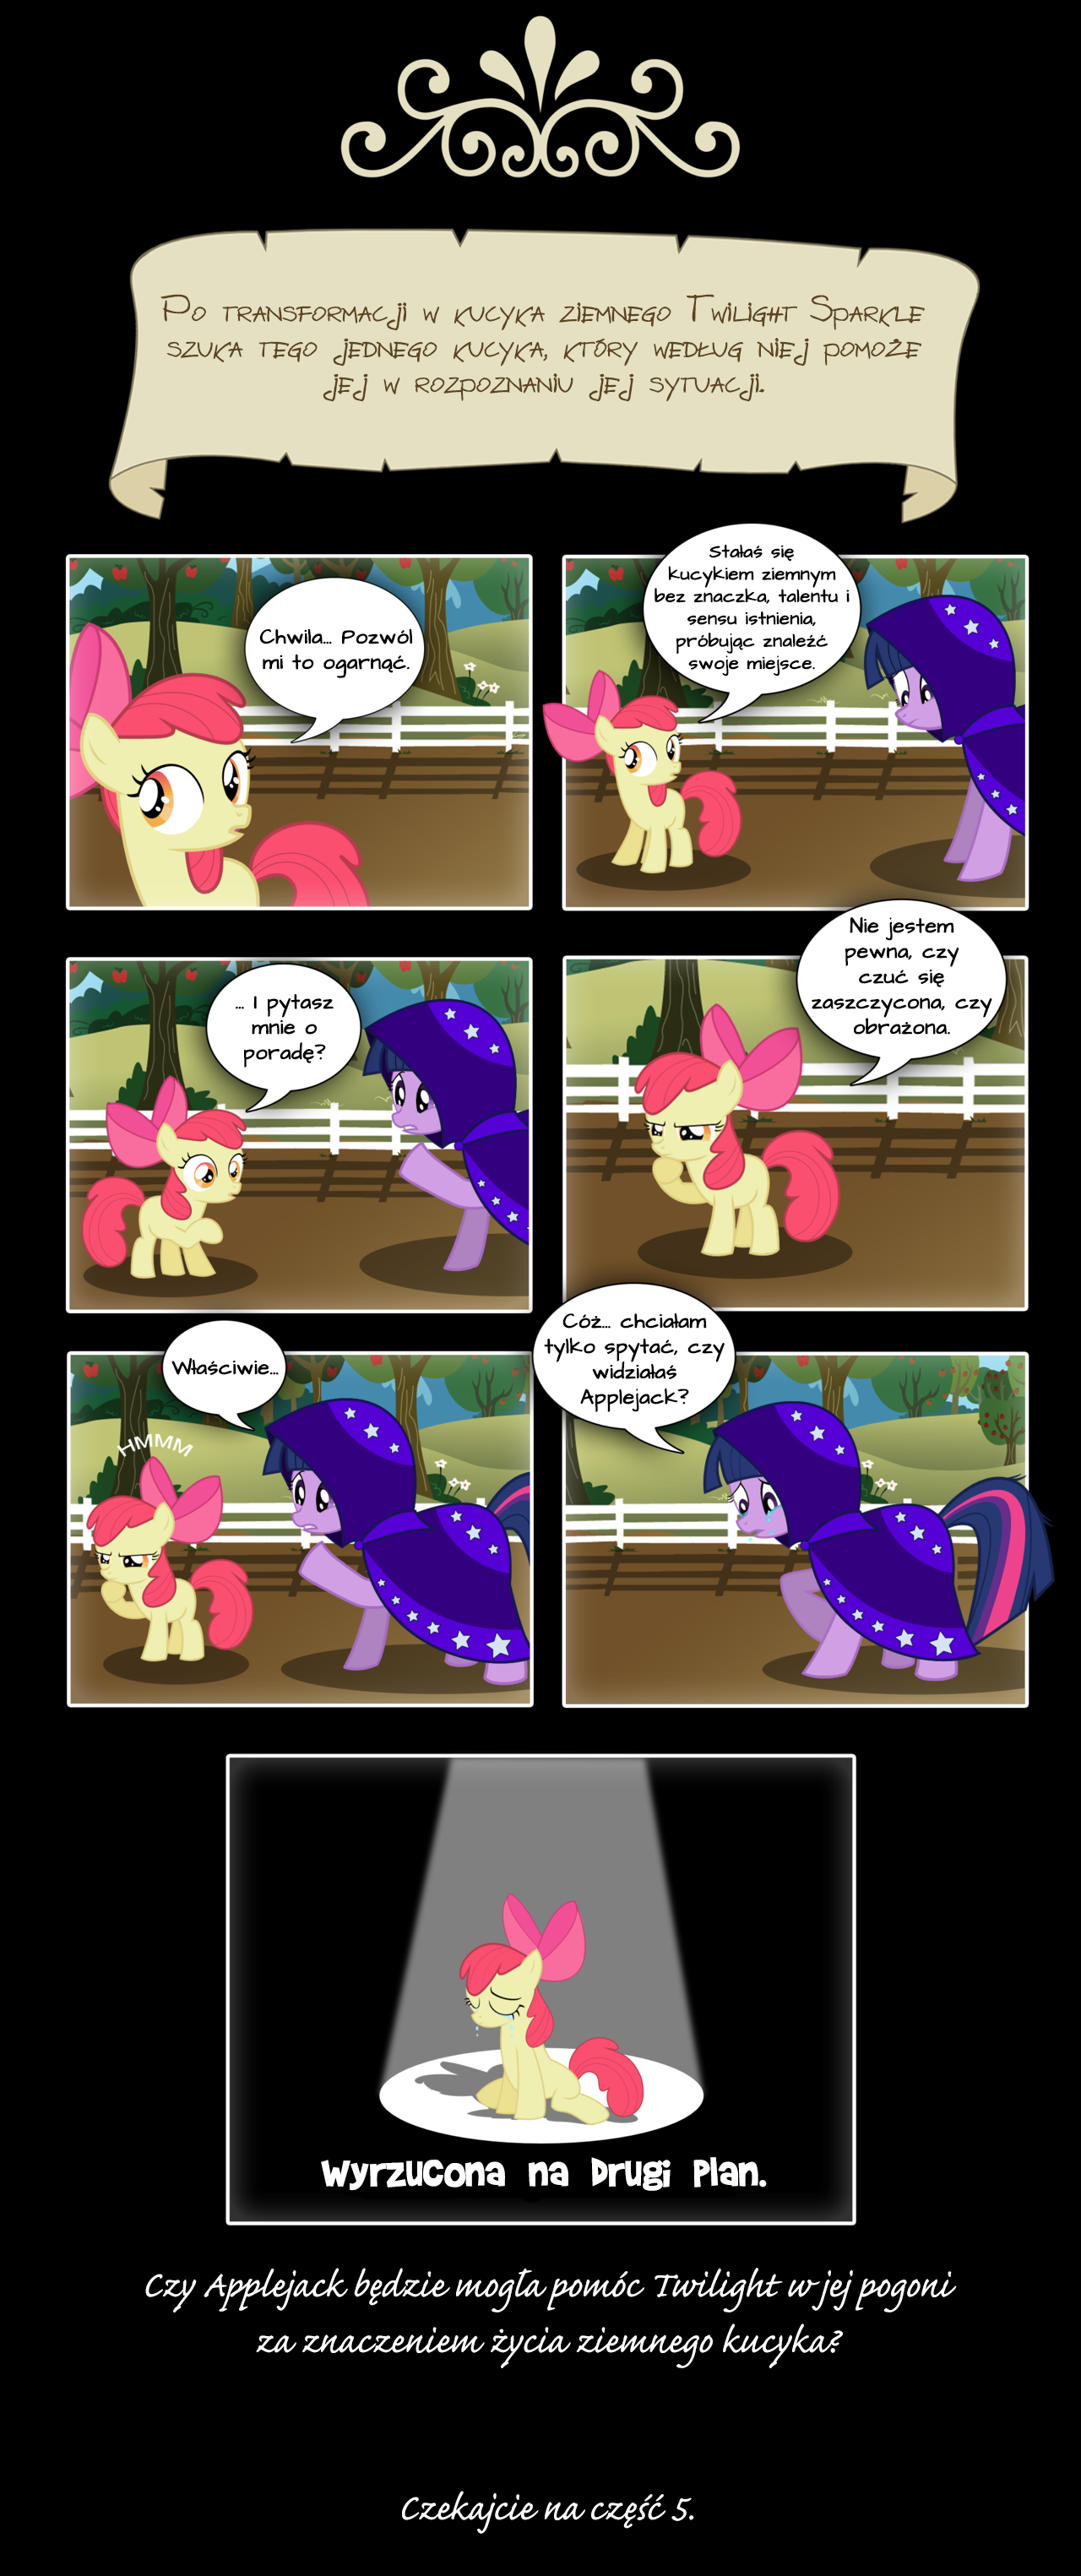 Po transformacji w kucyka ziemnego Twilight Sparkle
szuka tego jednego kucyka, który według niej pomoże
jej w rozpoznaniu jej sytuacji.
Chwila... Pozwól
mi to ogarnąć.
Stałaś się
kucykiem ziemnym
bez znaczka, talentu i
sensu istnienia,
próbując znaleźć
swoje miejsce.
... I pytasz
mnie o
poradę?
Nie jestem
pewna, czy
czuć się
zaszczycona, czy
obrażona.
HMMM
Właściwie...
Cóż... chciałam
tylko spytać, czy
widziałaś
Applejack?
Wyrzucona na Drugi Plan.
Czy Applejack będzie mogła pomóc Twilight w jej pogoni
za znaczeniem życia ziemnego kucyka?
Czekajcie na część 5.